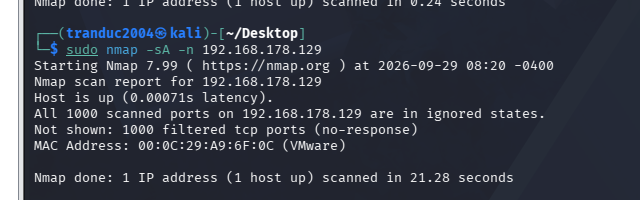 Nmap done: 1 IP address (1 host up) scanned in 0.24 seconds
┌──(tranduc2004㉿kali)-[~/Desktop]
└─$ sudo nmap -sA -n 192.168.178.129
Starting Nmap 7.99 ( https://nmap.org ) at 2026-09-29 08:20 -0400
Nmap scan report for 192.168.178.129
Host is up (0.00071s latency).
All 1000 scanned ports on 192.168.178.129 are in ignored states.
Not shown: 1000 filtered tcp ports (no-response)
MAC Address: 00:0C:29:A9:6F:0C (VMware)
Nmap done: 1 IP address (1 host up) scanned in 21.28 seconds